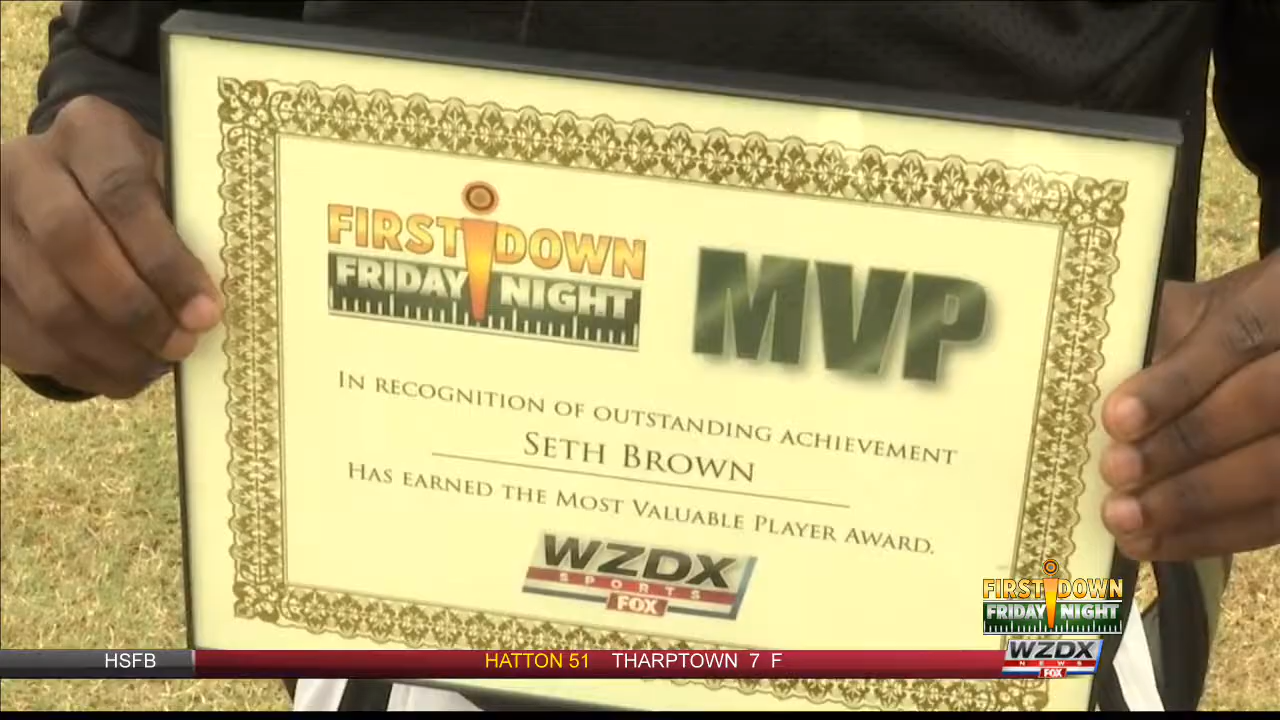 FIRST DOWN
FRIDAY NIGHT
MVP
IN RECOGNITION OF OUTSTANDING ACHIEVEMENT
SETH BROWN
HAS EARNED THE MOST VALUABLE PLAYER AWARD.
WZDX
SPORTS
FOX
FIRST DOWN
FRIDAY NIGHT
WZDX
NEWS
FOX
HSFB HATTON 51 THARPTOWN 7 F